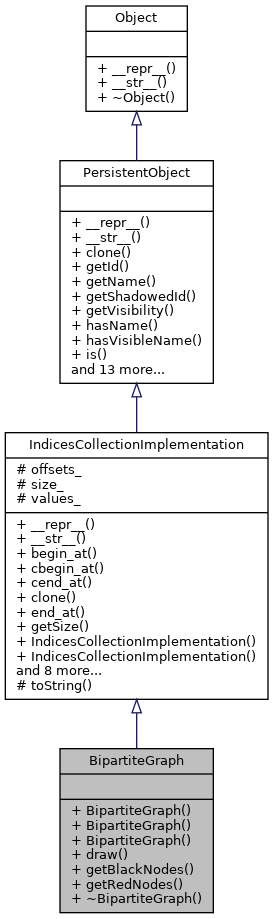 Object
+ __repr__()
+ __str__()
+ ~Object()
PersistentObject
+ __repr__()
+ __str__()
+ clone()
+ getId()
+ getName()
+ getShadowedId()
+ getVisibility()
+ hasName()
+ hasVisibleName()
+ is()
and 13 more...
IndicesCollectionImplementation
# offsets_
# size_
# values_
+ __repr__()
+ __str__()
+ begin_at()
+ cbegin_at()
+ cend_at()
+ clone()
+ end_at()
+ getSize()
+ IndicesCollectionImplementation()
+ IndicesCollectionImplementation()
and 8 more...
# toString()
BipartiteGraph
+ BipartiteGraph()
+ BipartiteGraph()
+ BipartiteGraph()
+ draw()
+ getBlackNodes()
+ getRedNodes()
+ ~BipartiteGraph()